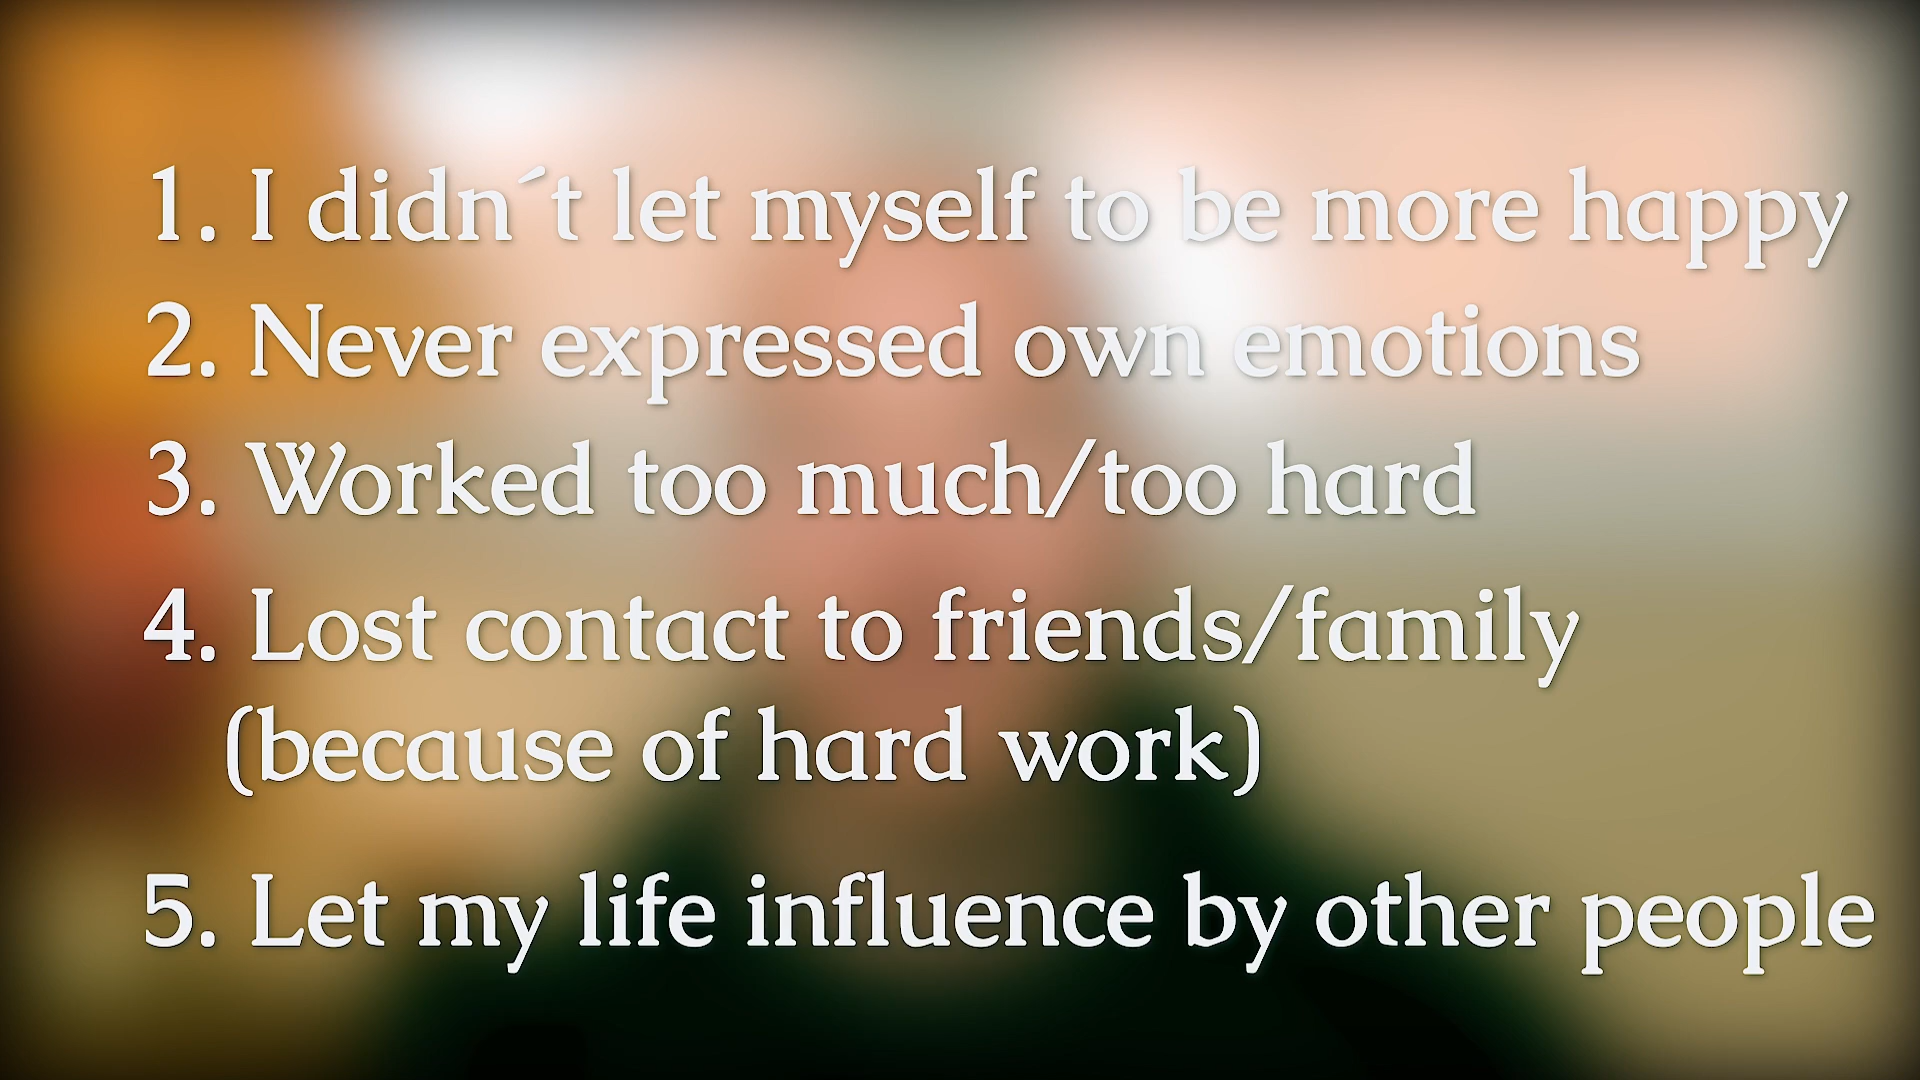 1. I didn´t let myself to be more happy
2. Never expressed own emotions
3. Worked too much/too hard
4. Lost contact to friends/family
(because of hard work)
5. Let my life influence by other people